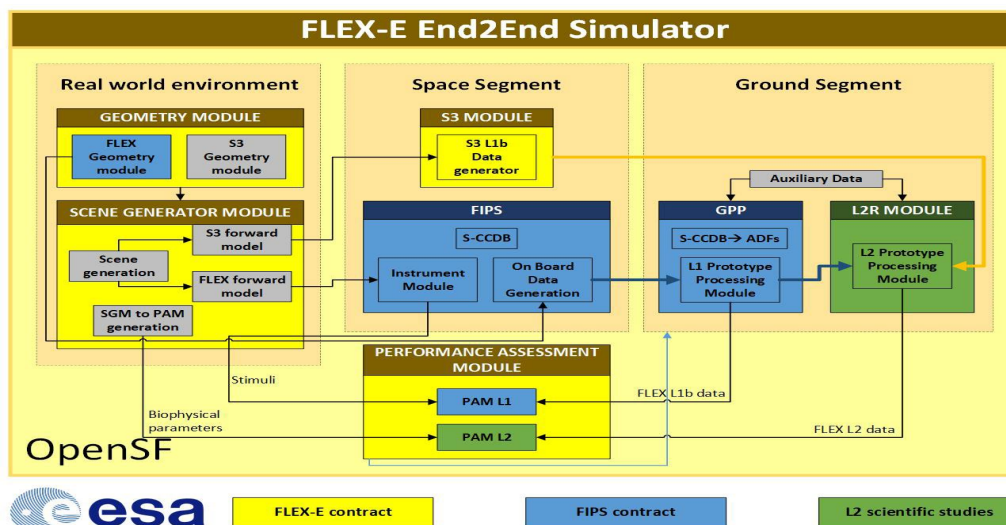 FLEX-E End2End Simulator
Real world environment
Space Segment
Ground Segment
GEOMETRY MODULE
FLEX
Geometry
module
S3
Geometry
module
S3 MODULE
S3 L1b
Data
generator
Auxiliary Data
SCENE GENERATOR MODULE
S3 forward
model
Scene
generation
FLEX forward
model
SGM to PAM
generation
FIPS
S-CCDB
Instrument
Module
On Board
Data
Generation
GPP
S-CCDB→ ADFs
L1 Prototype
Processing
Module
L2R MODULE
L2 Prototype
Processing
Module
PERFORMANCE ASSESSMENT
MODULE
Stimuli
PAM L1
FLEX L1b data
Biophysical
parameters
PAM L2
FLEX L2 data
OpenSF
esa
FLEX-E contract
FIPS contract
L2 scientific studies